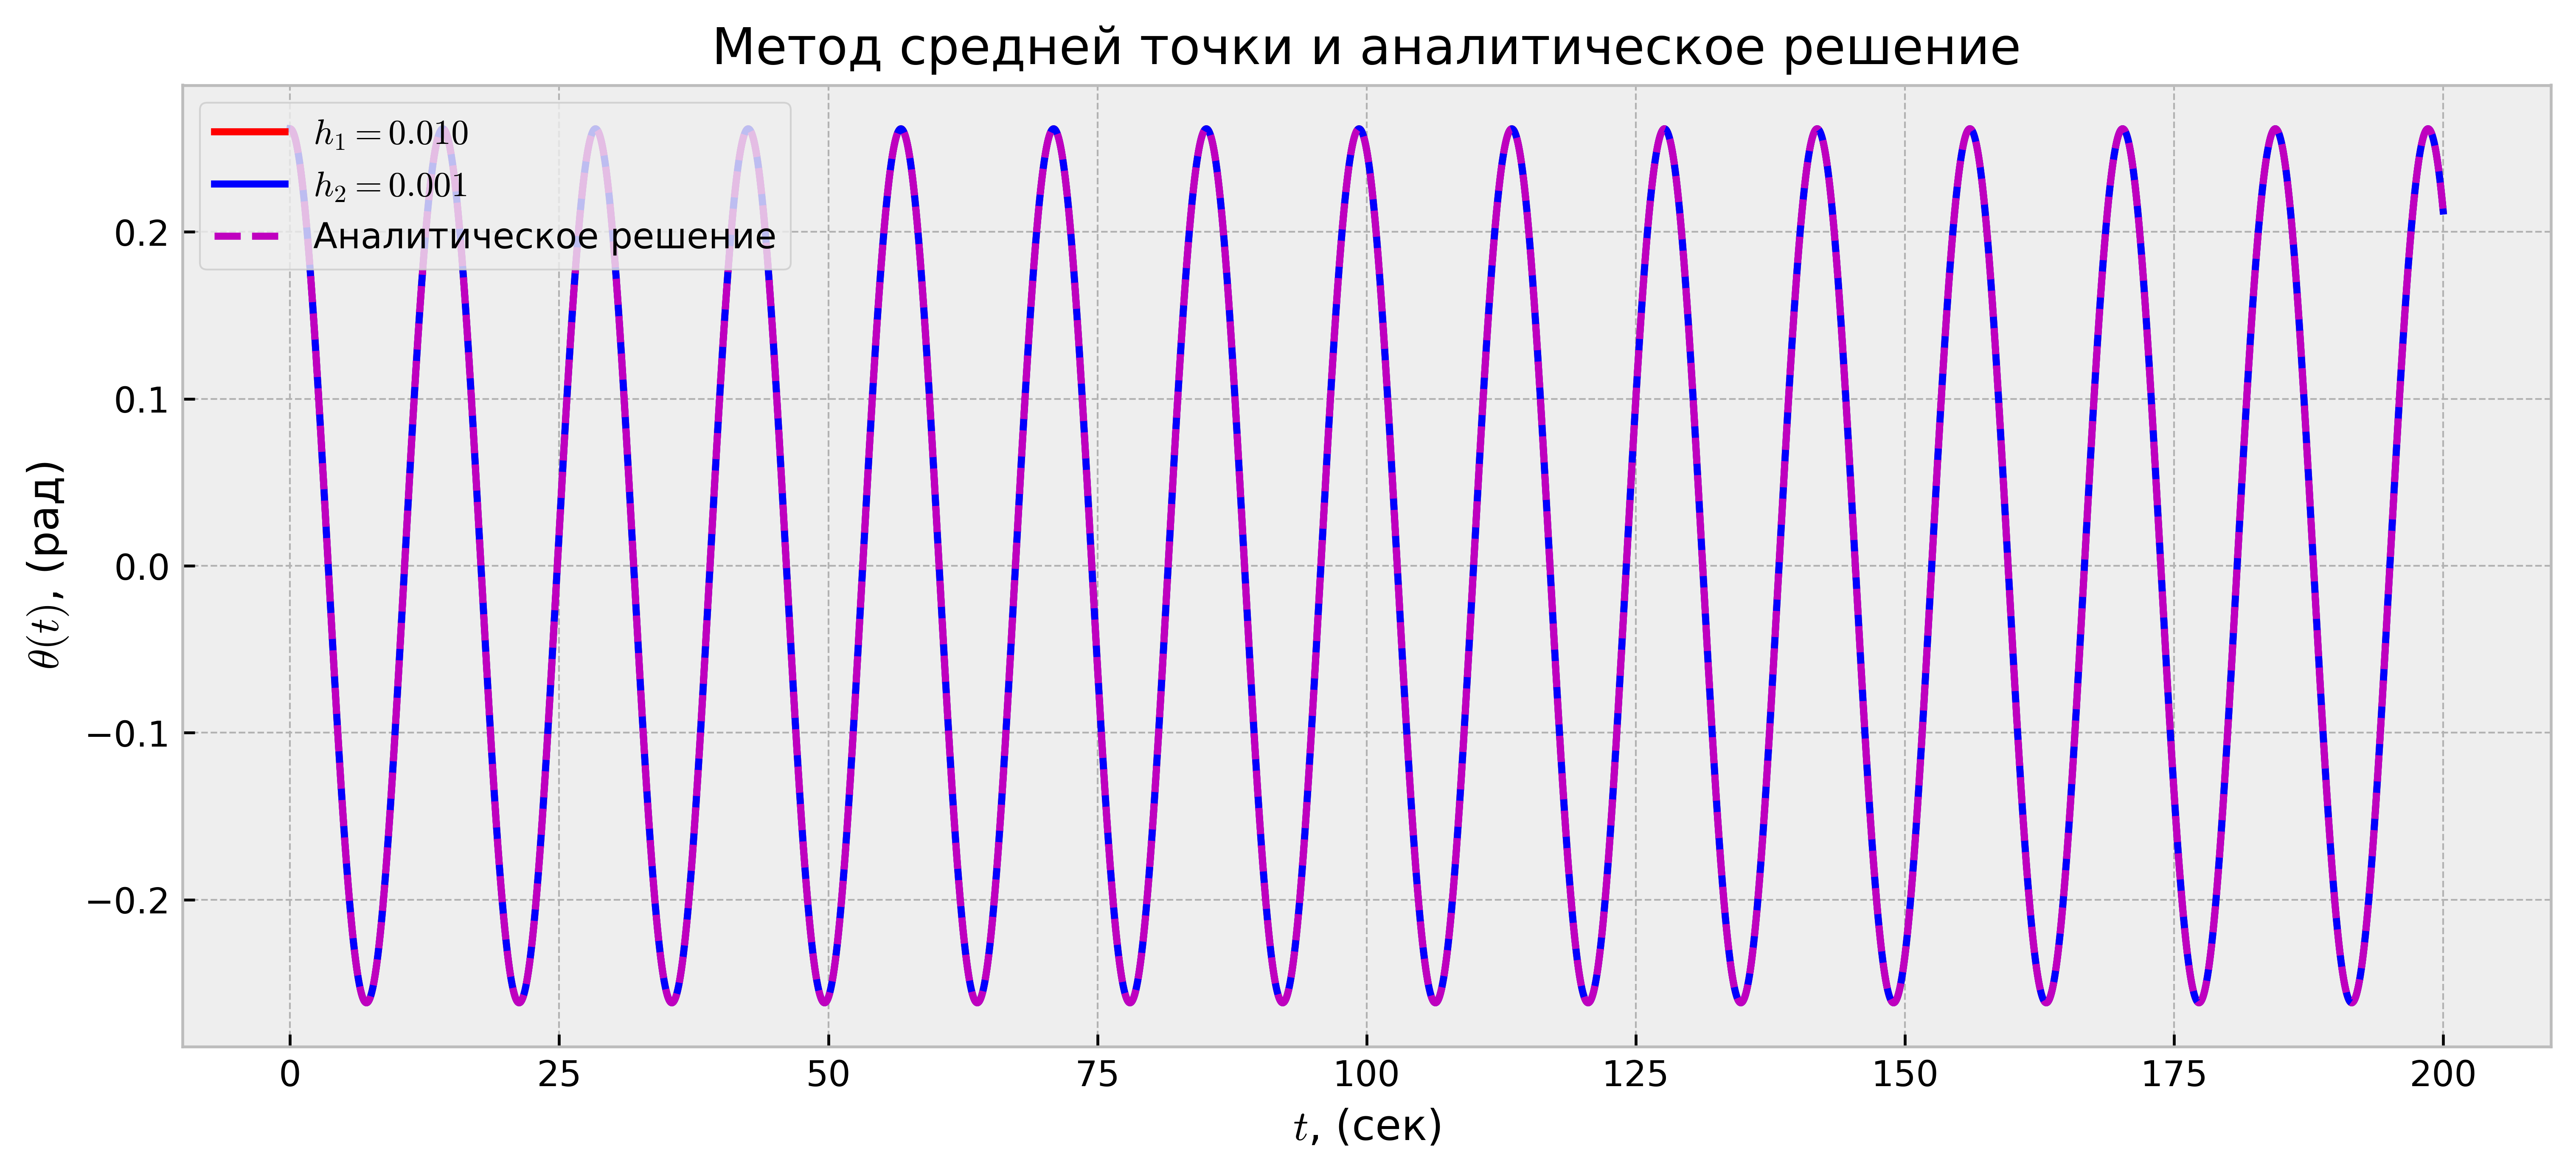 Метод средней точки и аналитическое решение
h₁ = 0.010
h₂ = 0.001
Аналитическое решение
θ(t), (рад)
0.2
0.1
0.0
−0.1
−0.2
0 25 50 75 100 125 150 175 200
t, (сек)